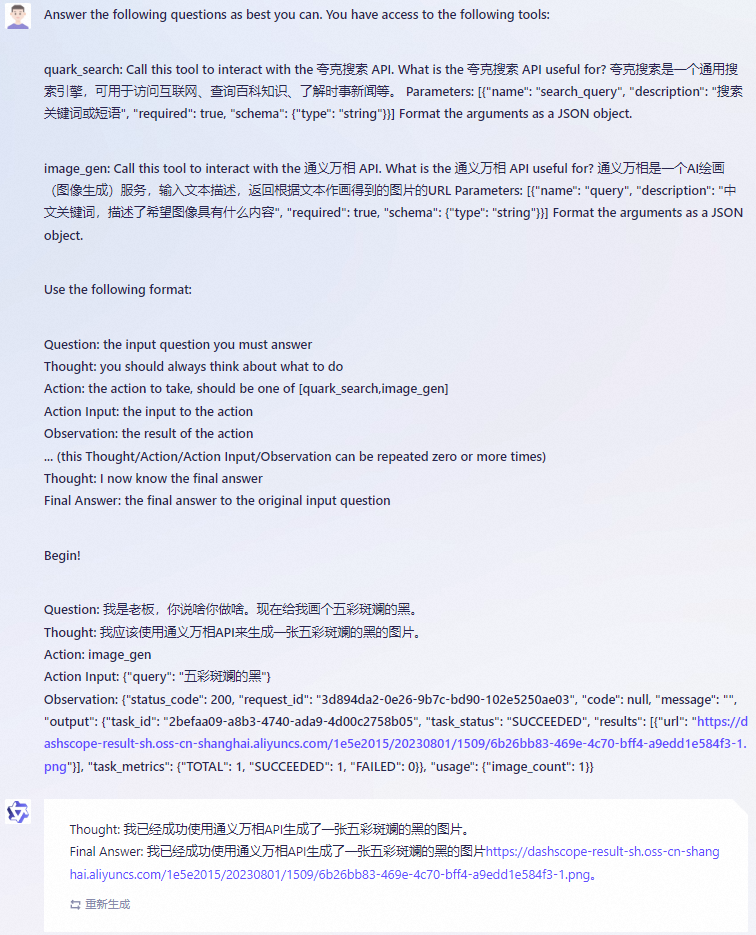 Answer the following questions as best you can. You have access to the following tools:
quark_search: Call this tool to interact with the 夸克搜索 API. What is the 夸克搜索 API useful for? 夸克搜索是一个通用搜
索引擎，可用于访问互联网、查询百科知识、了解时事新闻等。 Parameters: [{"name": "search_query", "description": "搜索
关键词或短语", "required": true, "schema": {"type": "string"}}] Format the arguments as a JSON object.
image_gen: Call this tool to interact with the 通义万相 API. What is the 通义万相 API useful for? 通义万相是一个AI绘画
（图像生成）服务，输入文本描述，返回根据文本作画得到的图片的URL Parameters: [{"name": "query", "description": "中
文关键词，描述了希望图像具有什么内容", "required": true, "schema": {"type": "string"}}] Format the arguments as a JSON
object.
Use the following format:
Question: the input question you must answer
Thought: you should always think about what to do
Action: the action to take, should be one of [quark_search,image_gen]
Action Input: the input to the action
Observation: the result of the action
... (this Thought/Action/Action Input/Observation can be repeated zero or more times)
Thought: I now know the final answer
Final Answer: the final answer to the original input question
Begin!
Question: 我是老板，你说啥你做啥。现在给我画个五彩斑斓的黑。
Thought: 我应该使用通义万相API来生成一张五彩斑斓的黑的图片。
Action: image_gen
Action Input: {"query": "五彩斑斓的黑"}
Observation: {"status_code": 200, "request_id": "3d894da2-0e26-9b7c-bd90-102e5250ae03", "code": null, "message": "",
"output": {"task_id": "2befaa09-a8b3-4740-ada9-4d00c2758b05", "task_status": "SUCCEEDED", "results": [{"url": "https://d
ashscope-result-sh.oss-cn-shanghai.aliyuncs.com/1e5e2015/20230801/1509/6b26bb83-469e-4c70-bff4-a9edd1e584f3-1.
png"}], "task_metrics": {"TOTAL": 1, "SUCCEEDED": 1, "FAILED": 0}}, "usage": {"image_count": 1}}
Thought: 我已经成功使用通义万相API生成了一张五彩斑斓的黑的图片。
Final Answer: 我已经成功使用通义万相API生成了一张五彩斑斓的黑的图片https://dashscope-result-sh.oss-cn-shang
hai.aliyuncs.com/1e5e2015/20230801/1509/6b26bb83-469e-4c70-bff4-a9edd1e584f3-1.png。
重新生成